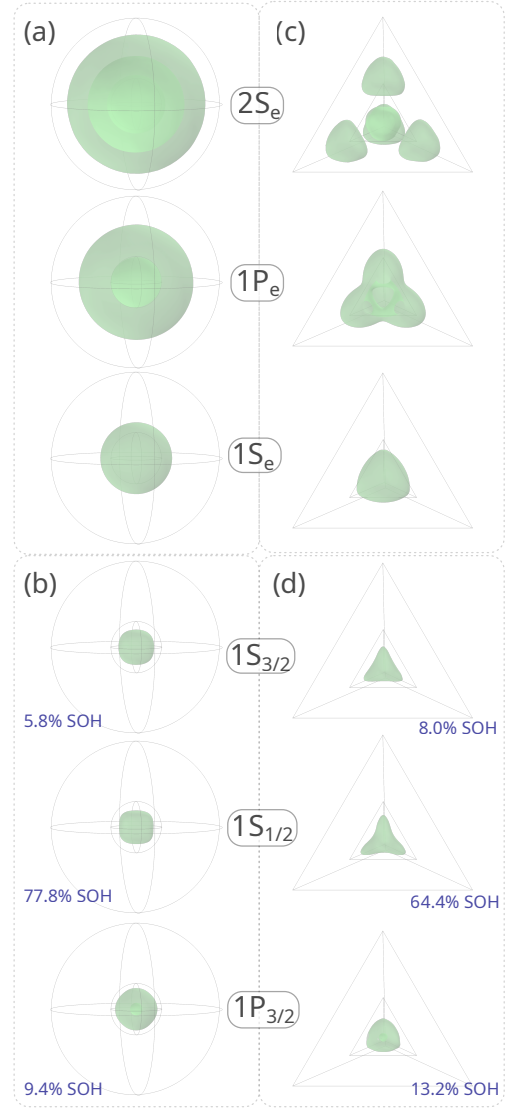 (a)
(c)
2Sₑ
1Pₑ
1Sₑ
(b)
(d)
1S₃/₂
5.8% SOH
8.0% SOH
1S₁/₂
77.8% SOH
64.4% SOH
1P₃/₂
9.4% SOH
13.2% SOH